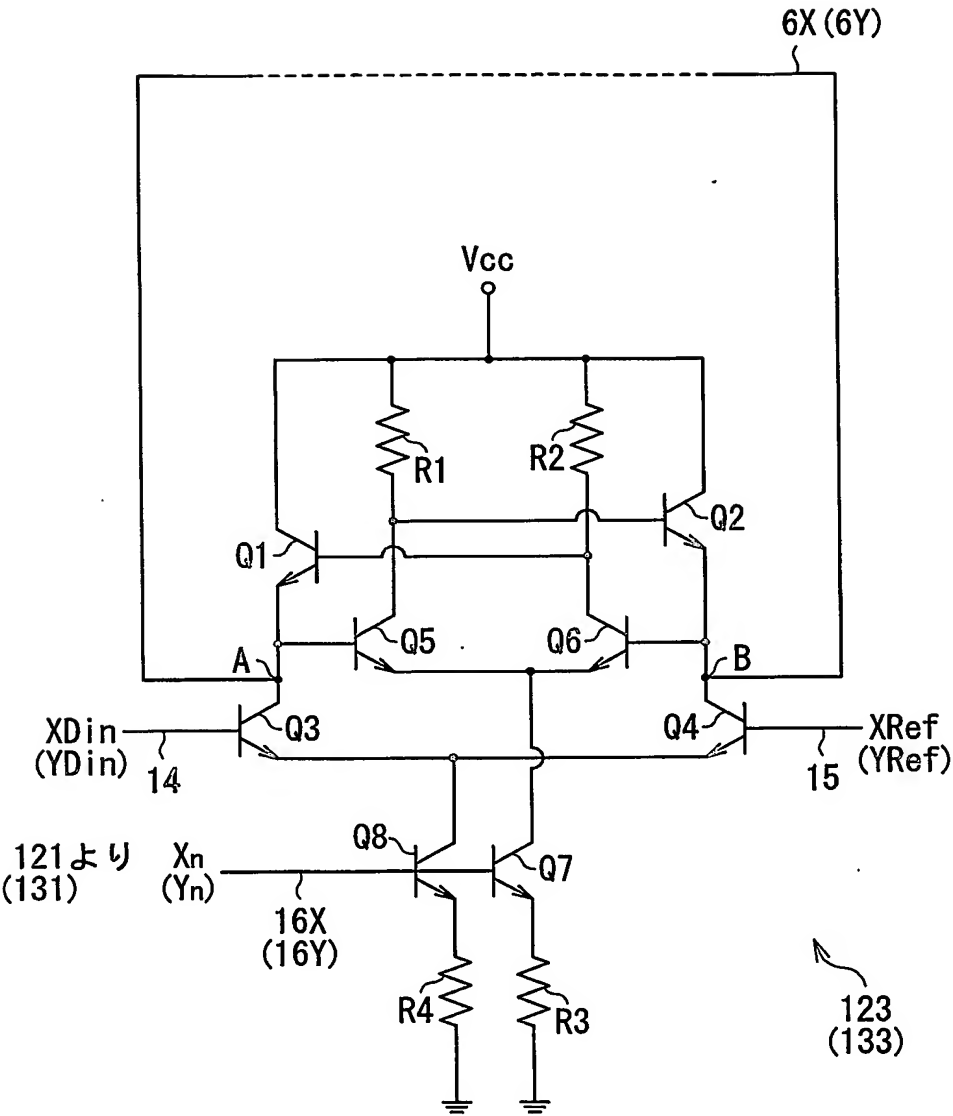 6X(6Y)
Vcc
R1
R2
Q1
Q2
Q5
Q6
A
B
Q3
Q4
XDin
(YDin)
14
XRef
(YRef)
15
Q8
Q7
121より
(131)
Xn
(Yn)
16X
(16Y)
R4
R3
123
(133)